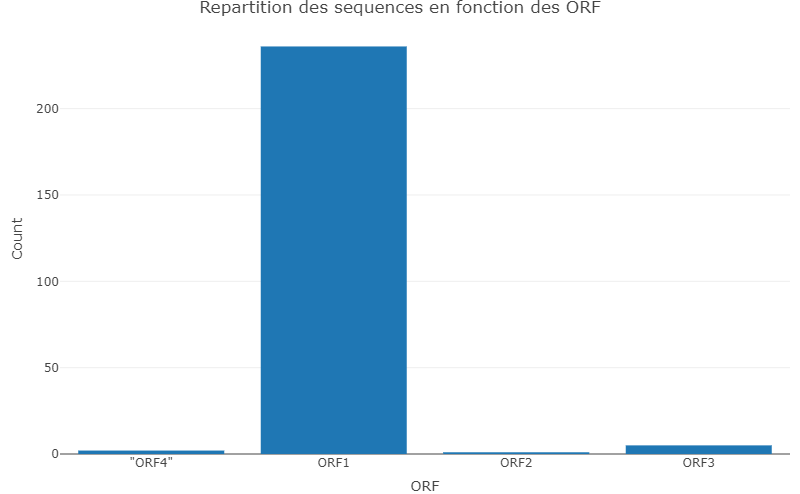 Repartition des sequences en fonction des ORF
200
150
100
50
0
Count
"ORF4"
ORF1
ORF2
ORF3
ORF